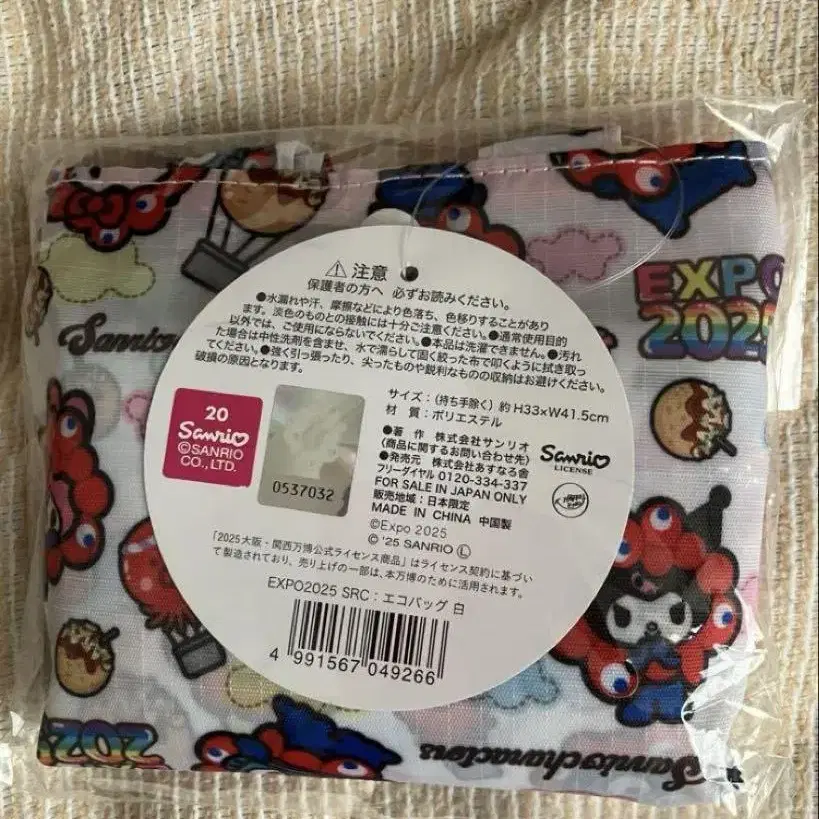 Sanrio
EXPO
2025
⚠注意
保護者の方へ 必ずお読みください。
●水漏れや汗、摩擦などにより色落ち、色移りすることがあり
ます。淡色のものとの接触には十分ご注意ください。●通常使用目的
以外では、ご使用にならないでください。●本品は洗濯できません。●汚れ
た場合は中性洗剤を含ませ、水で濡らして固く絞った布で叩くように拭き取っ
てください。●強く引っ張ったり、尖ったものや鋭利なものの収納はお避けください。
破損の原因となります。
20
Sanrio
©SANRIO
CO., LTD.
0537032
サイズ:(持ち手除く)約H33×W41.5cm
材 質:ポリエステル
●著 作 株式会社サンリオ
〈商品に関するお問い合わせ先〉
●発売元 株式会社あすなろ舎
フリーダイヤル 0120-334-337
FOR SALE IN JAPAN ONLY
販売地域:日本限定
MADE IN CHINA 中国製
©Expo 2025
© '25 SANRIO Ⓛ
Sanrio
LICENSE
「2025大阪・関西万博公式ライセンス商品」はライセンス契約に基づい
て製造されており、売り上げの一部は、本万博のために活用されます。
EXPO2025 SRC:エコバッグ 白
4 991567 049266
Sanrio characters